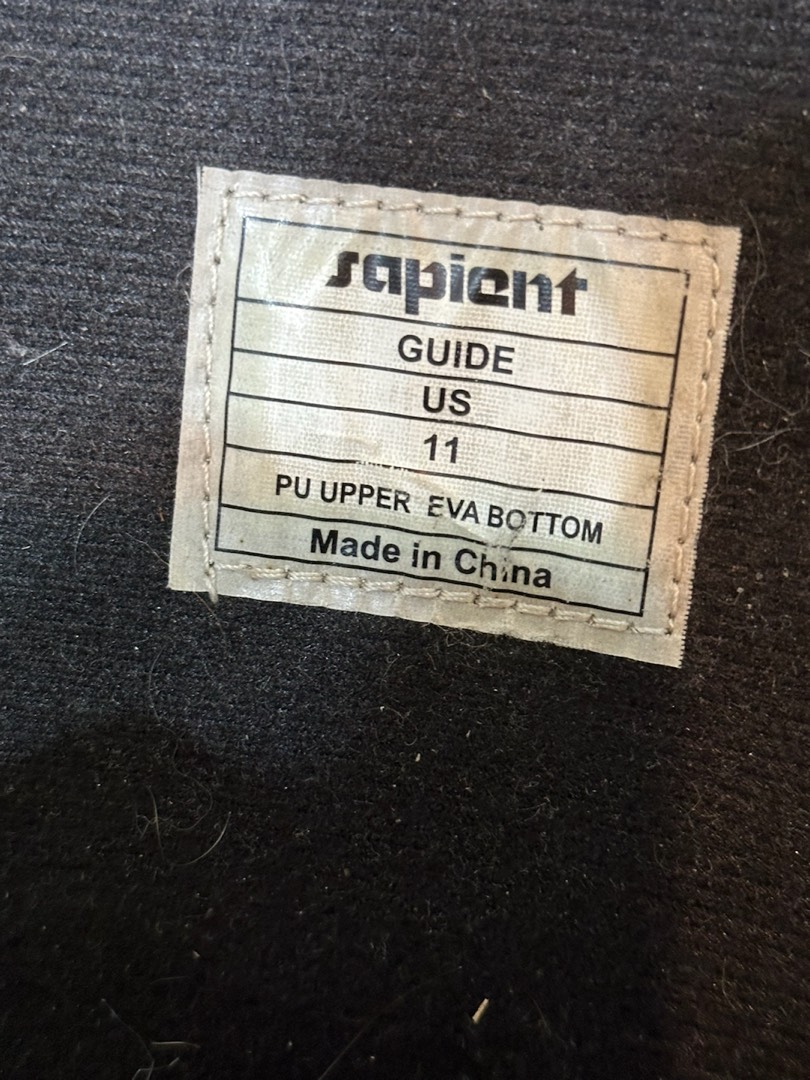 sapient
GUIDE
US
11
PU UPPER EVA BOTTOM
Made in China